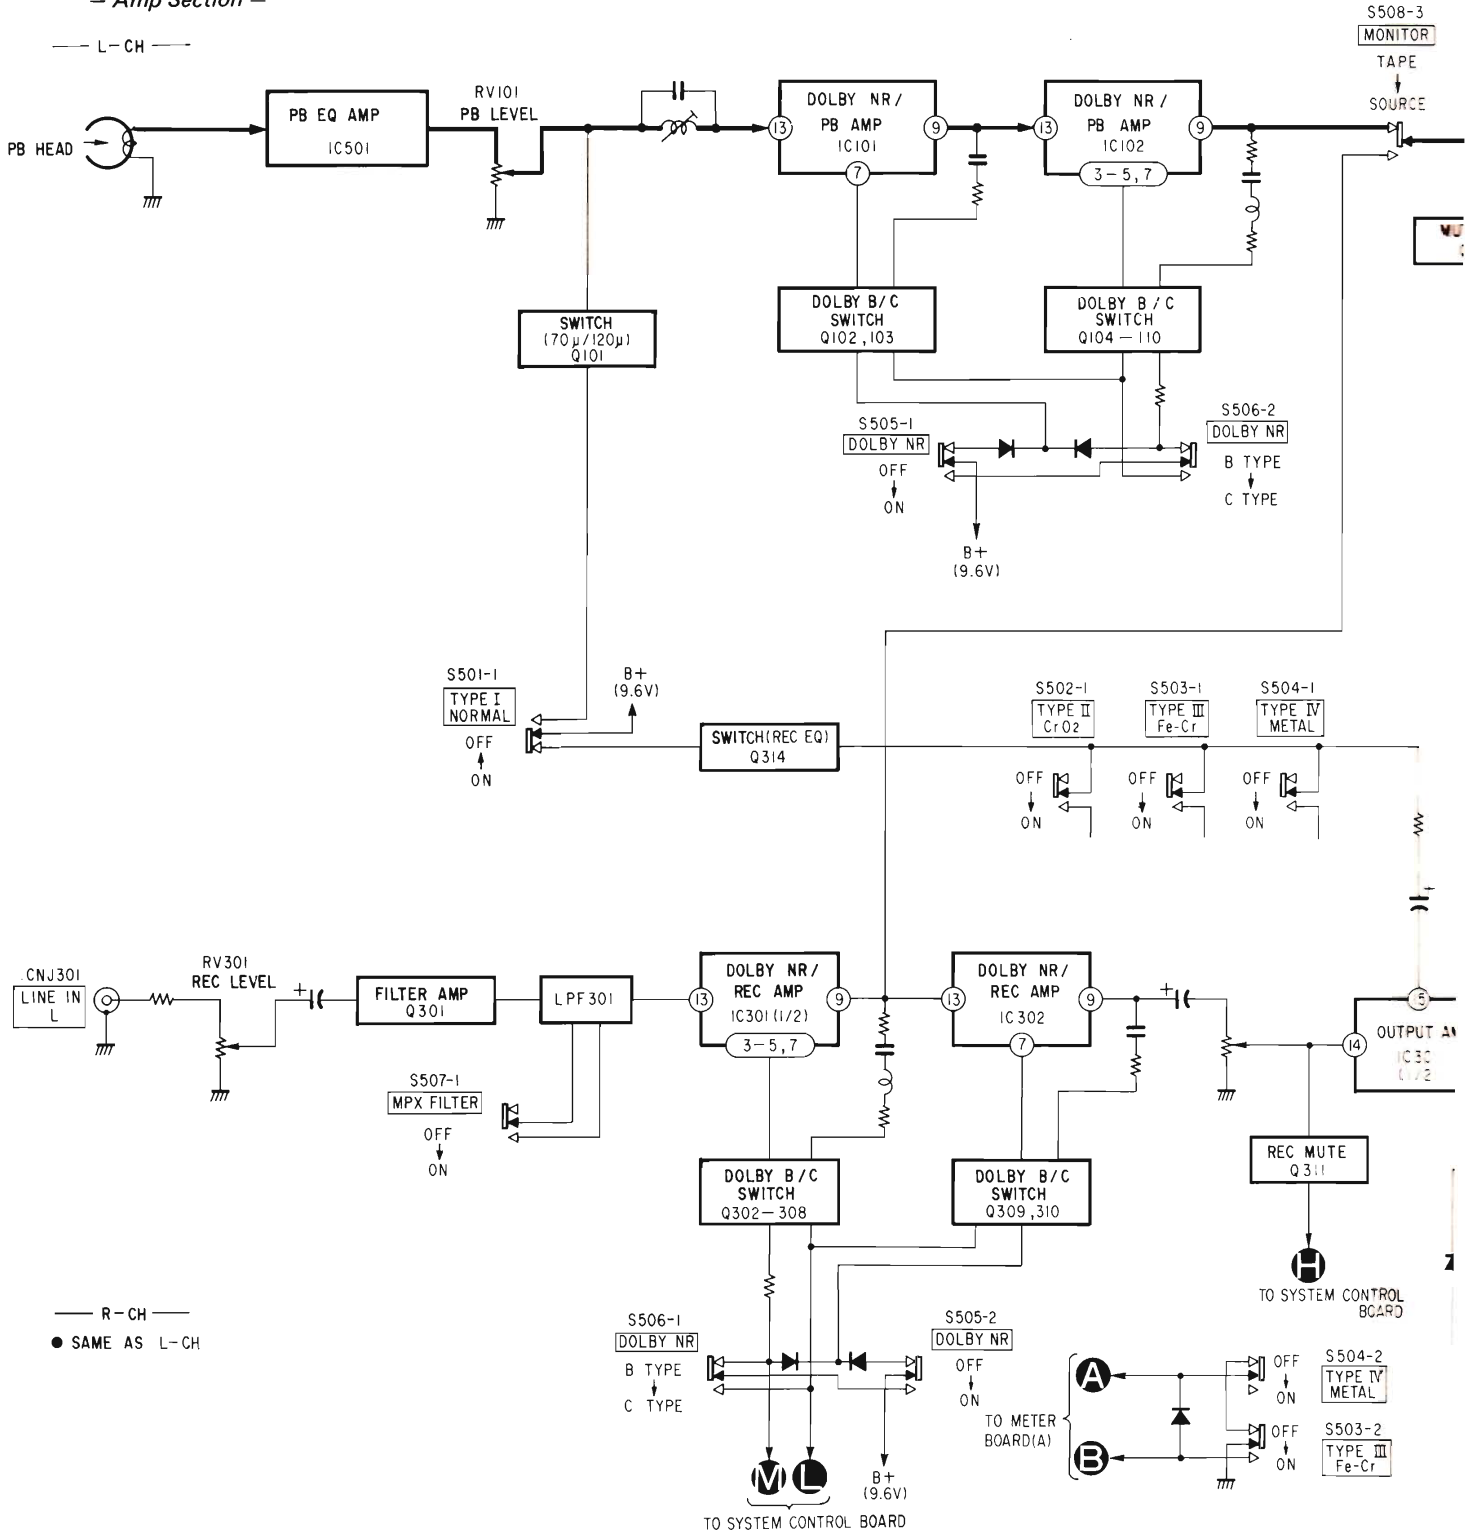 — Amp Section —
L-CH
PB HEAD
PB EQ AMP
IC501
RV101
PB LEVEL
13
DOLBY NR/
PB AMP
IC101
7
9
13
DOLBY NR/
PB AMP
IC102
3-5,7
9
S508-3
MONITOR
TAPE
SOURCE
SWITCH
(70μ/120μ)
Q101
DOLBY B/C
SWITCH
Q102,103
DOLBY B/C
SWITCH
Q104-110
S505-1
DOLBY NR
OFF
ON
B+
(9.6V)
S506-2
DOLBY NR
B TYPE
C TYPE
S501-1
TYPE I
NORMAL
OFF
ON
B+
(9.6V)
SWITCH(REC EQ)
Q314
S502-1
TYPE II
CrO2
OFF
ON
S503-1
TYPE III
Fe-Cr
OFF
ON
S504-1
TYPE IV
METAL
OFF
ON
+
CNJ301
LINE IN
L
RV301
REC LEVEL
+
FILTER AMP
Q301
LPF301
S507-1
MPX FILTER
OFF
ON
13
DOLBY NR/
REC AMP
IC301(1/2)
3-5,7
9
13
DOLBY NR/
REC AMP
IC302
7
9
+
14
15
OUTPUT
REC MUTE
Q311
H
TO SYSTEM CONTROL
BOARD
DOLBY B/C
SWITCH
Q302-308
DOLBY B/C
SWITCH
Q309,310
R-CH
● SAME AS L-CH
S506-1
DOLBY NR
B TYPE
C TYPE
S505-2
DOLBY NR
OFF
ON
M
L
B+
(9.6V)
TO SYSTEM CONTROL BOARD
TO METER
BOARD(A)
A
B
OFF
ON
S504-2
TYPE IV
METAL
OFF
ON
S503-2
TYPE III
Fe-Cr